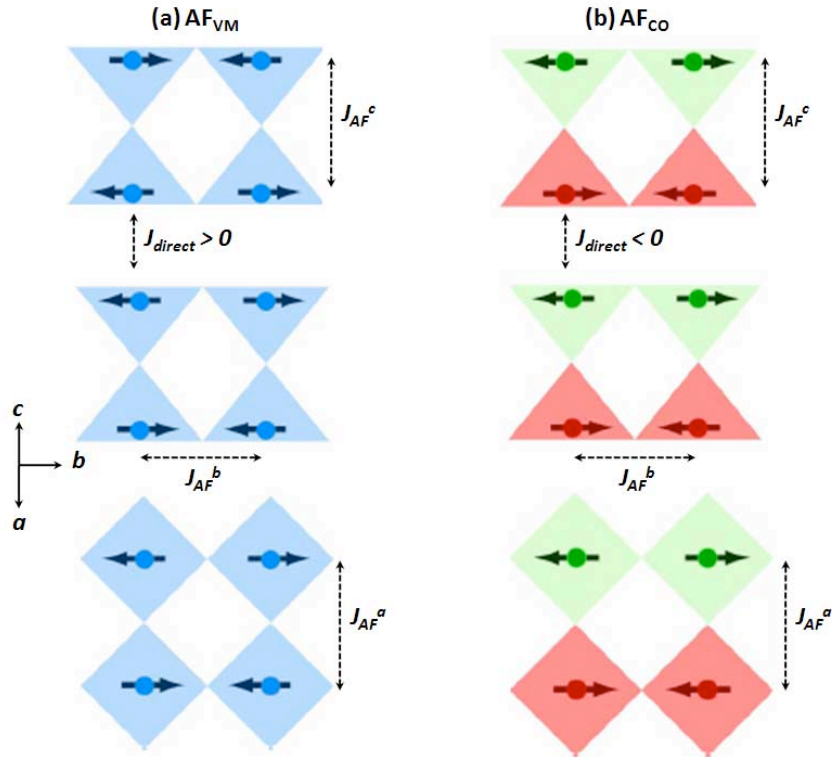 (a) AF_VM
(b) AF_CO
J_AF^c
J_AF^c
J_direct > 0
J_direct < 0
c
b
a
J_AF^b
J_AF^b
J_AF^a
J_AF^a